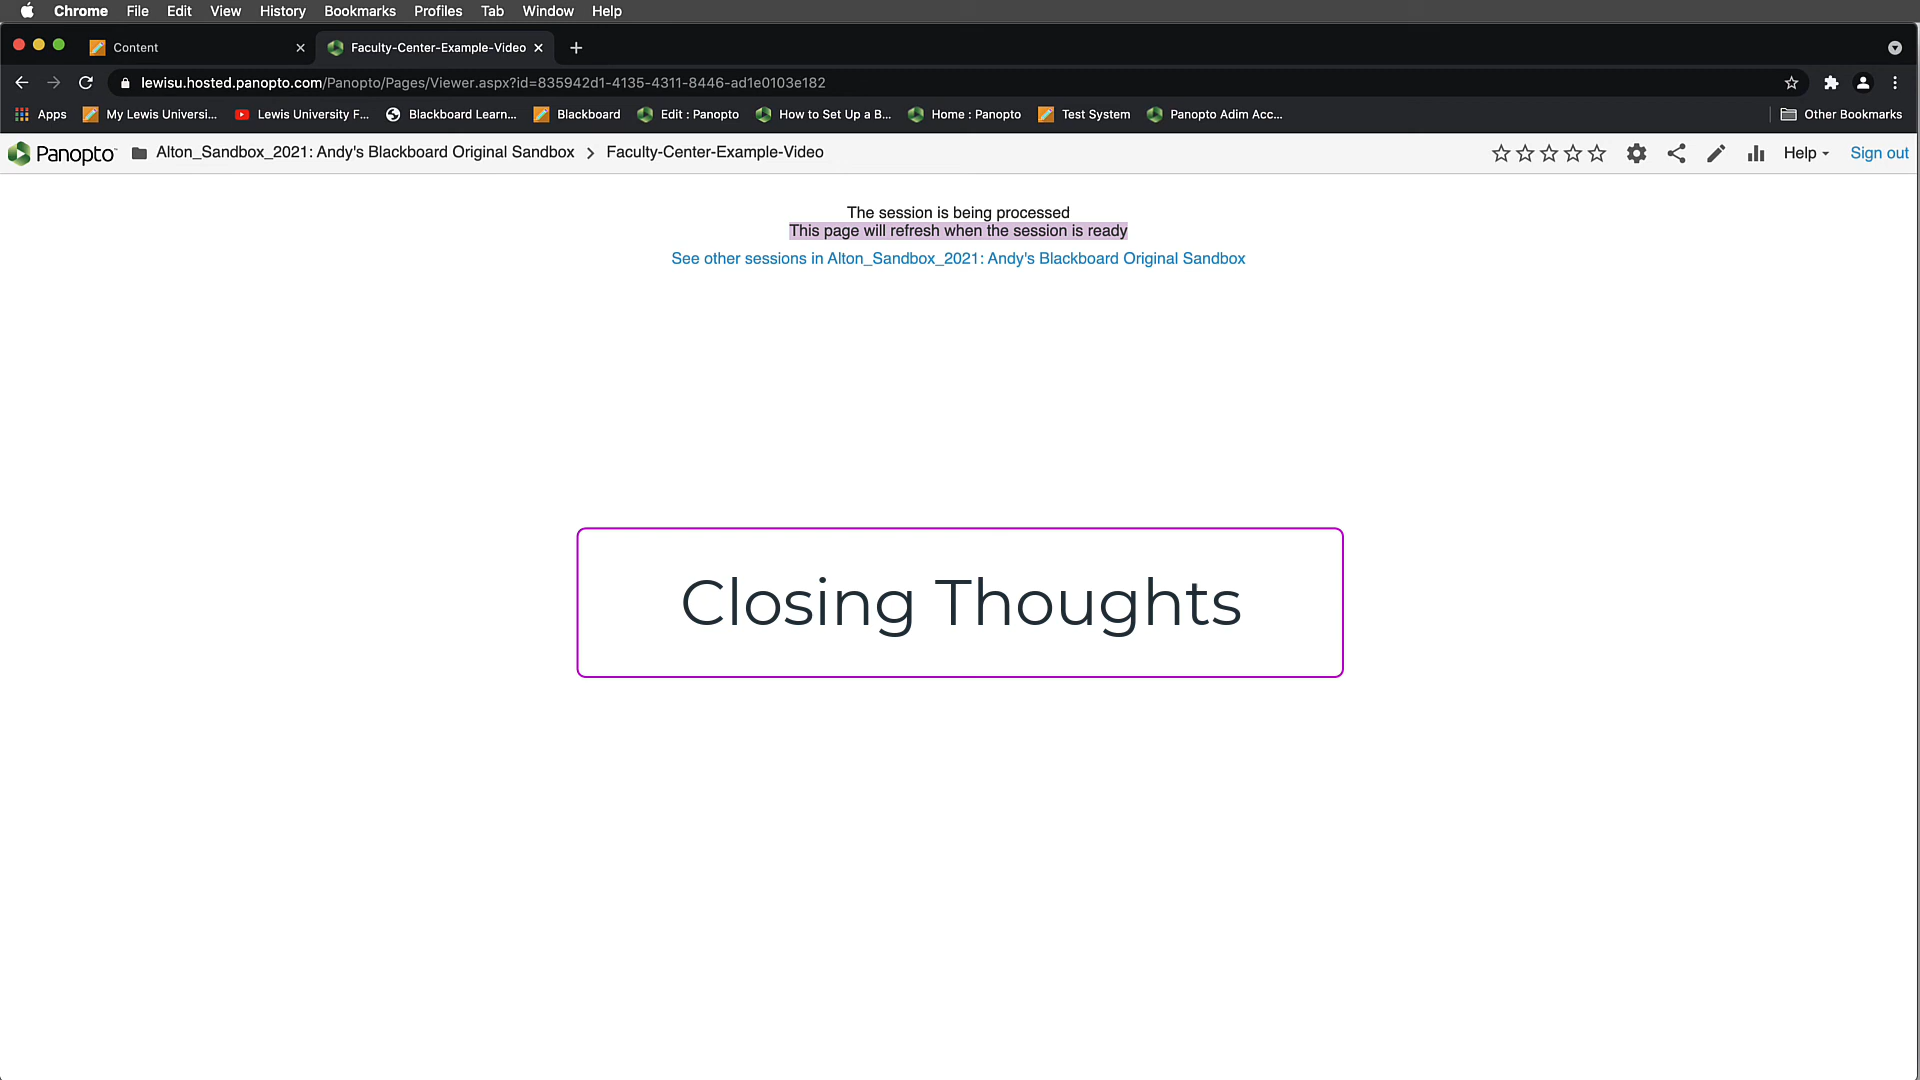 Chrome File Edit View History Bookmarks Profiles Tab Window Help
Content Faculty-Center-Example-Video
lewisu.hosted.panopto.com/Panopto/Pages/Viewer.aspx?id=835942d1-4135-4311-8446-ad1e0103e182
Apps My Lewis Universi... Lewis University F... Blackboard Learn... Blackboard Edit : Panopto How to Set Up a B... Home : Panopto Test System Panopto Adim Acc... Other Bookmarks
Panopto Alton_Sandbox_2021: Andy's Blackboard Original Sandbox > Faculty-Center-Example-Video Help Sign out
The session is being processed
This page will refresh when the session is ready
See other sessions in Alton_Sandbox_2021: Andy's Blackboard Original Sandbox
Closing Thoughts